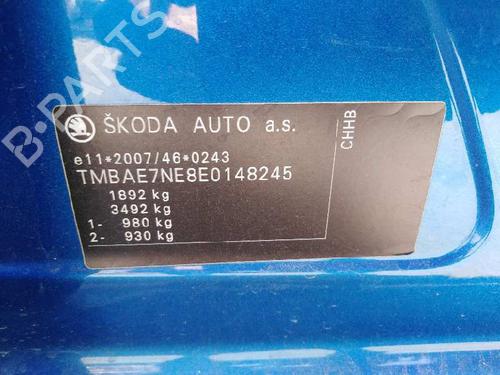 ŠKODA AUTO a.s.
e11*2007/46*0243
TMBAE7NE8E0148245
1892 kg
3492 kg
1- 980 kg
2- 930 kg
CHHB
B-PARTS